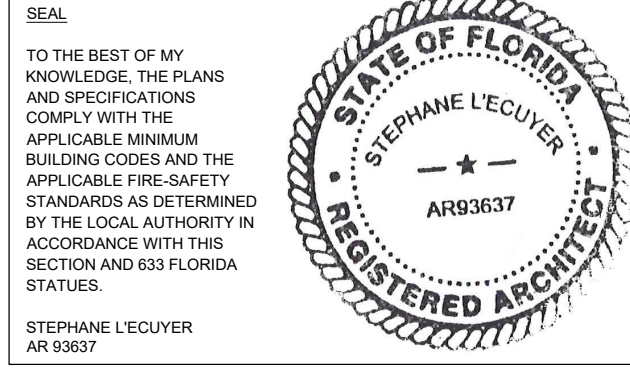 SEAL
TO THE BEST OF MY
KNOWLEDGE, THE PLANS
AND SPECIFICATIONS
COMPLY WITH THE
APPLICABLE MINIMUM
BUILDING CODES AND THE
APPLICABLE FIRE-SAFETY
STANDARDS AS DETERMINED
BY THE LOCAL AUTHORITY IN
ACCORDANCE WITH THIS
SECTION AND 633 FLORIDA
STATUES.
STEPHANE L'ECUYER
AR 93637
STATE OF FLORIDA
STEPHANE L'ECUYER
AR93637
REGISTERED ARCHITECT